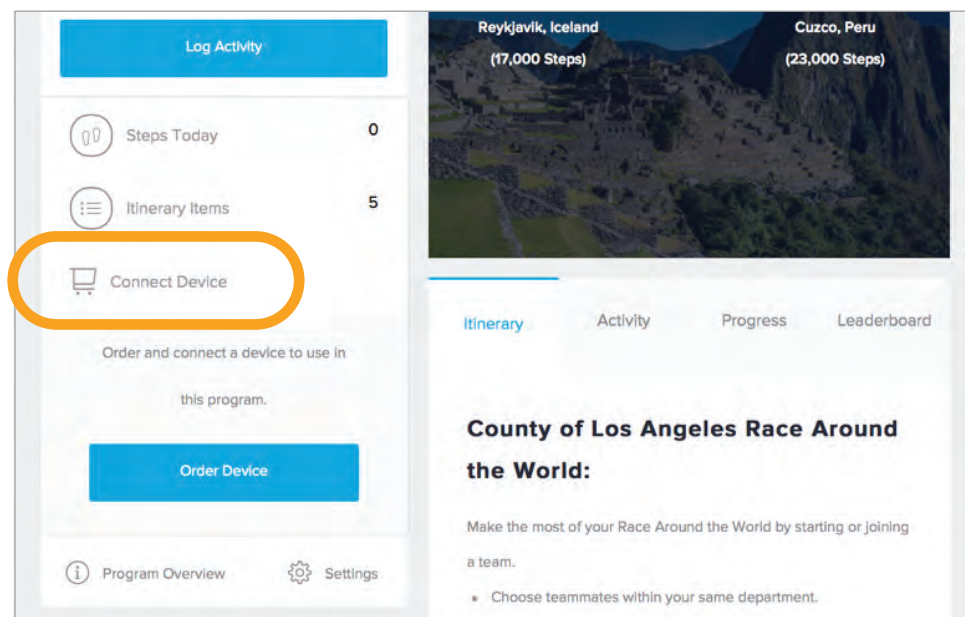 Log Activity
Steps Today 0
Itinerary Items 5
Connect Device
Order and connect a device to use in
this program.
Order Device
Program Overview Settings
Reykjavik, Iceland
(17,000 Steps)
Cuzco, Peru
(23,000 Steps)
Itinerary Activity Progress Leaderboard
County of Los Angeles Race Around
the World:
Make the most of your Race Around the World by starting or joining
a team.
• Choose teammates within your same department.